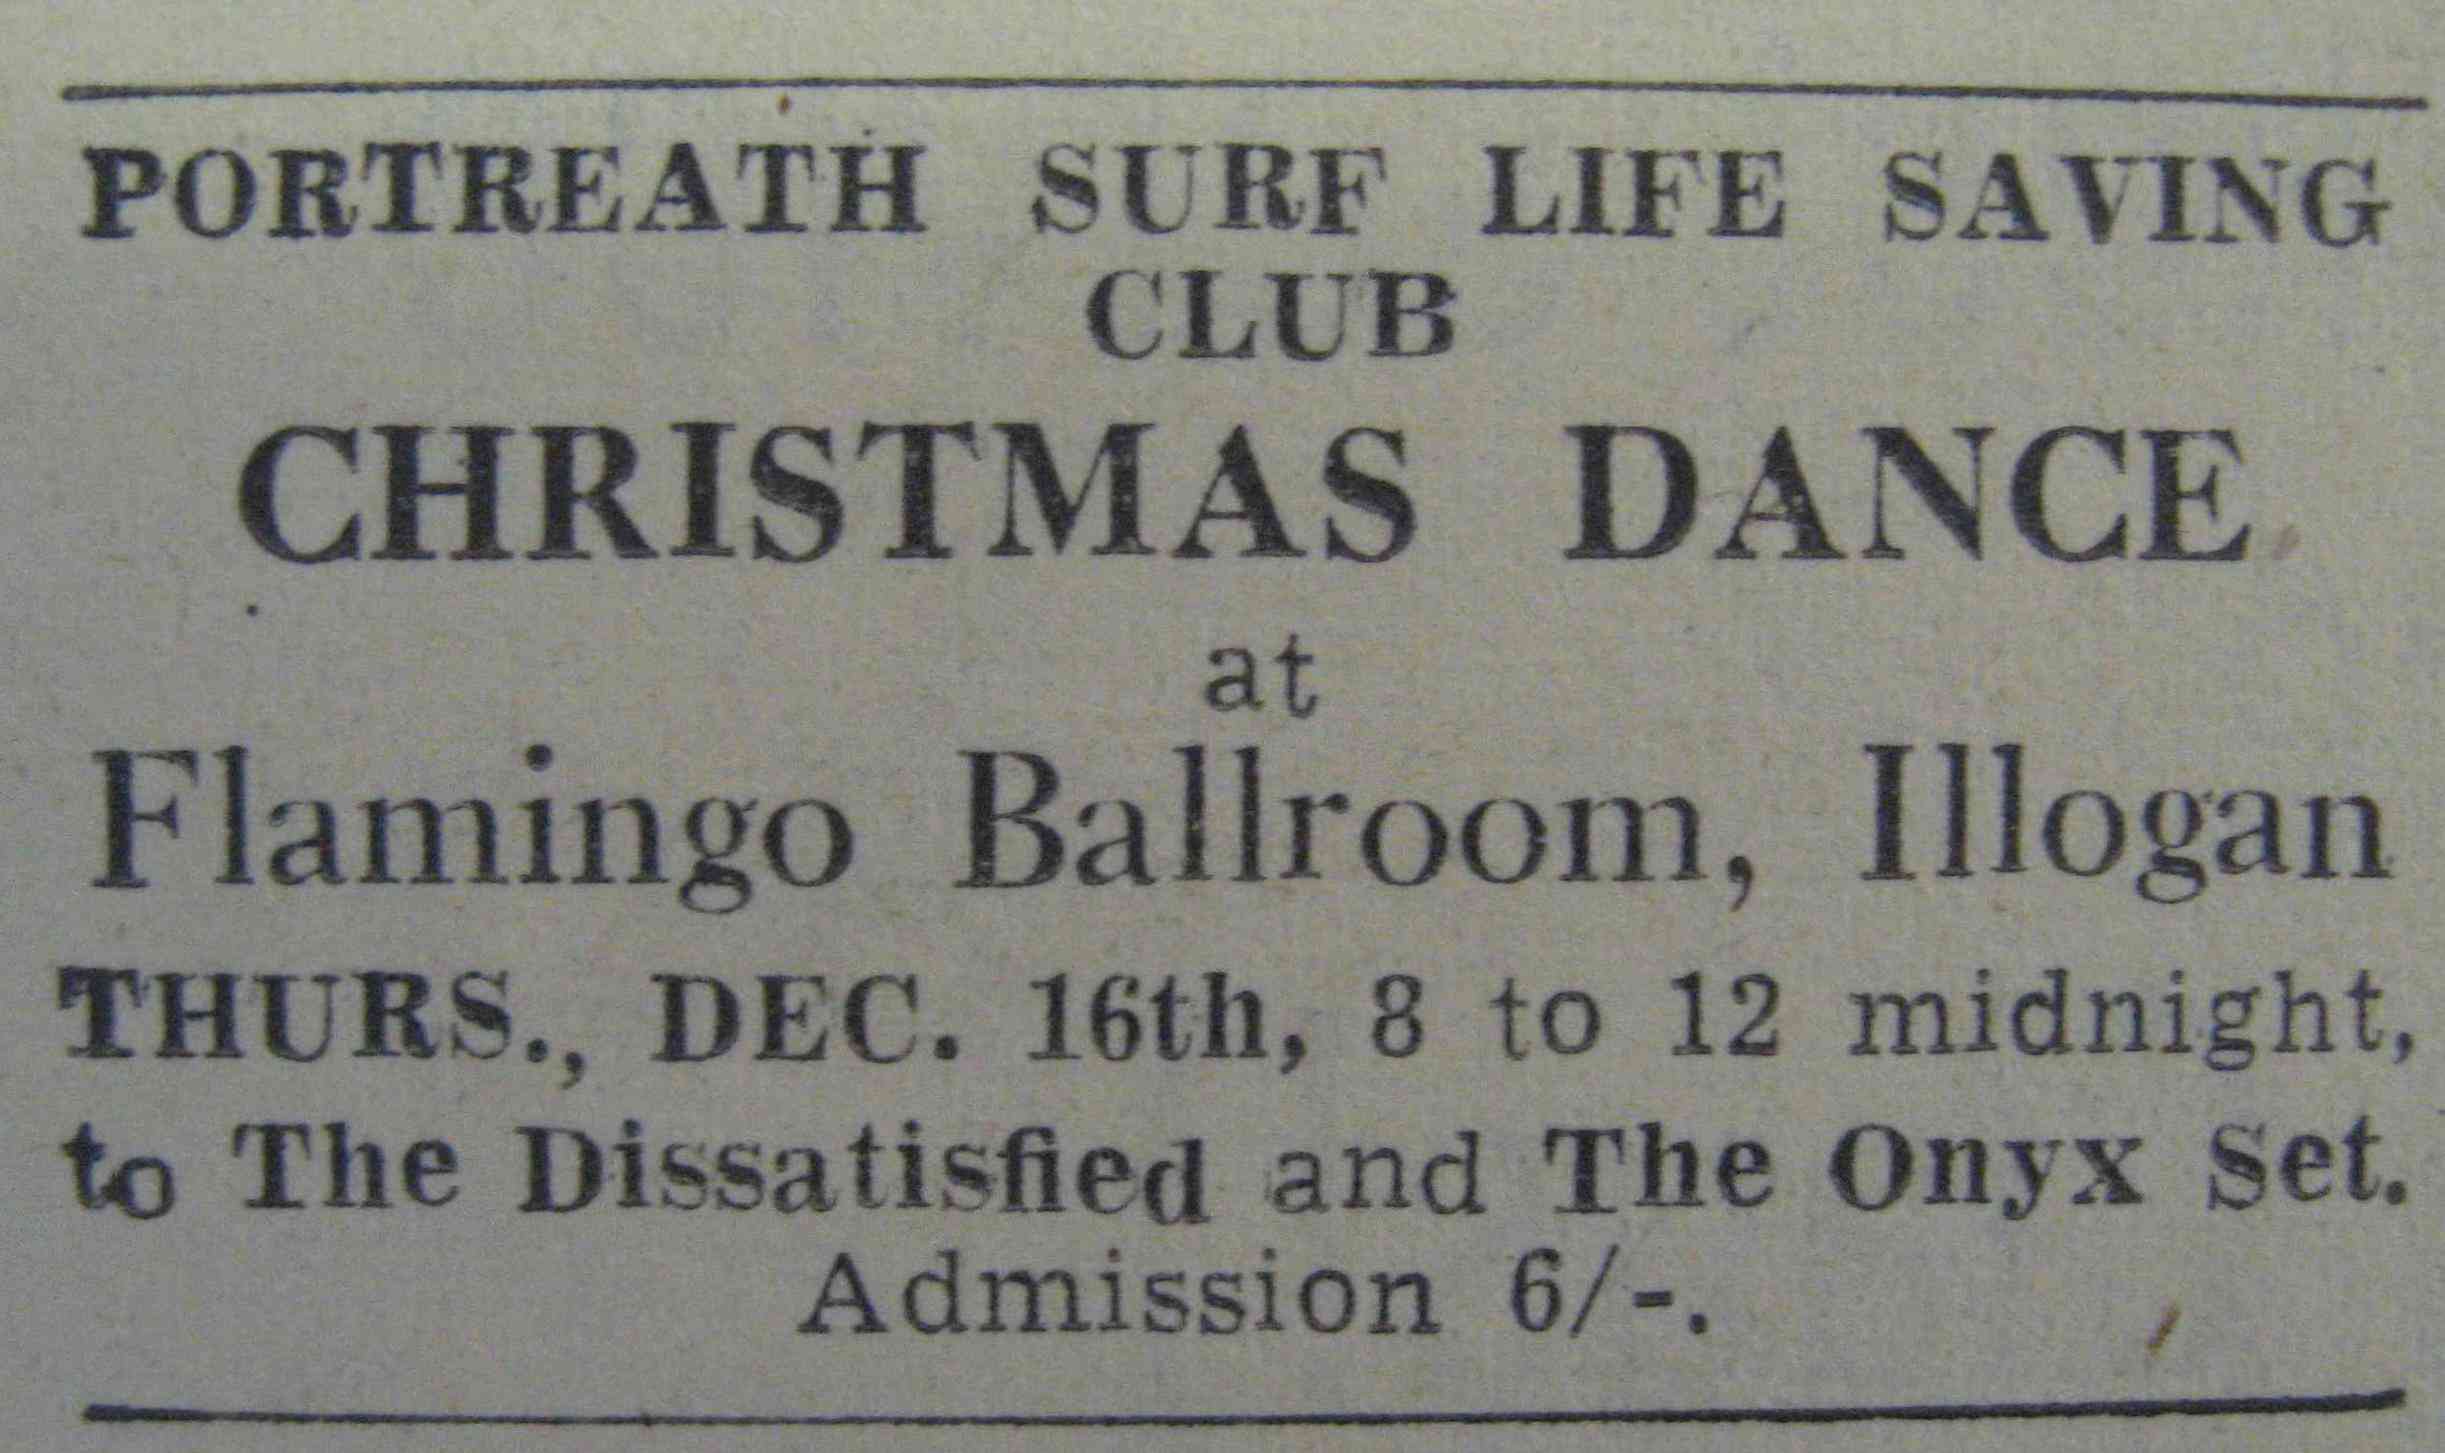 PORTREATH SURF LIFE SAVING
CLUB
CHRISTMAS DANCE
at
Flamingo Ballroom, Illogan
THURS., DEC. 16th, 8 to 12 midnight,
to The Dissatisfied and The Onyx Set.
Admission 6/-.